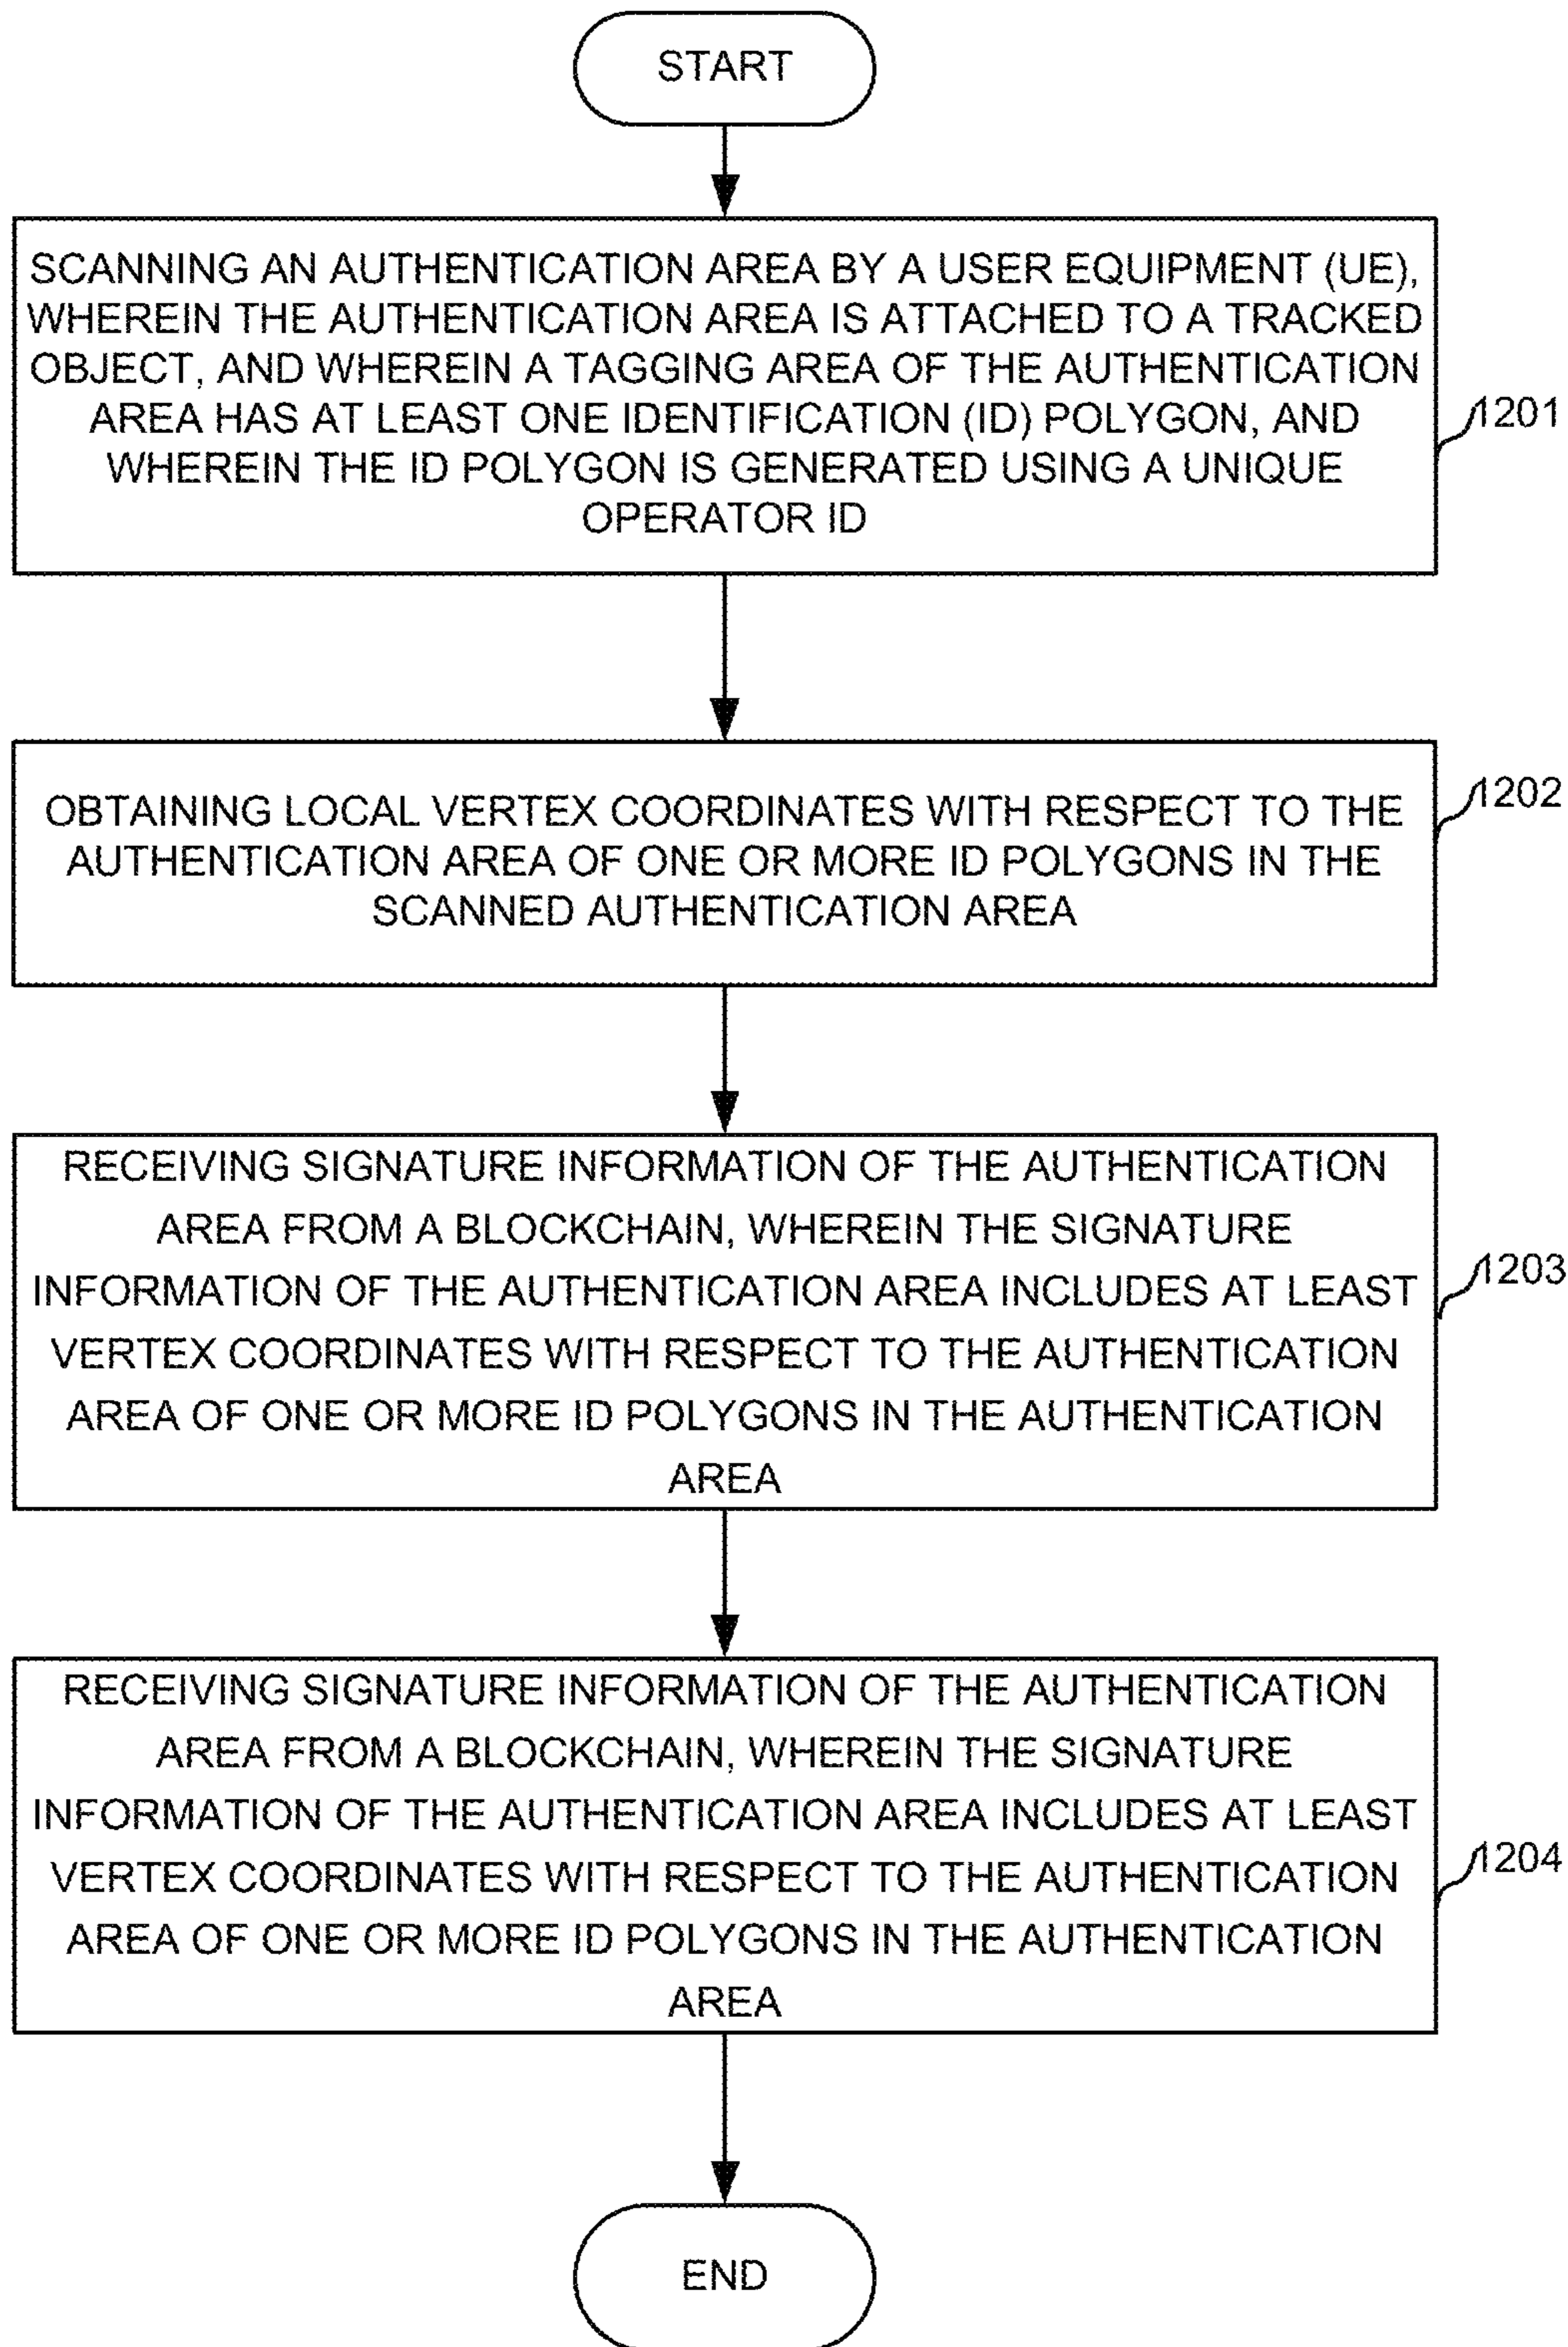 START
SCANNING AN AUTHENTICATION AREA BY A USER EQUIPMENT (UE),
WHEREIN THE AUTHENTICATION AREA IS ATTACHED TO A TRACKED
OBJECT, AND WHEREIN A TAGGING AREA OF THE AUTHENTICATION
AREA HAS AT LEAST ONE IDENTIFICATION (ID) POLYGON, AND
WHEREIN THE ID POLYGON IS GENERATED USING A UNIQUE
OPERATOR ID
1201
OBTAINING LOCAL VERTEX COORDINATES WITH RESPECT TO THE
AUTHENTICATION AREA OF ONE OR MORE ID POLYGONS IN THE
SCANNED AUTHENTICATION AREA
1202
RECEIVING SIGNATURE INFORMATION OF THE AUTHENTICATION
AREA FROM A BLOCKCHAIN, WHEREIN THE SIGNATURE
INFORMATION OF THE AUTHENTICATION AREA INCLUDES AT LEAST
VERTEX COORDINATES WITH RESPECT TO THE AUTHENTICATION
AREA OF ONE OR MORE ID POLYGONS IN THE AUTHENTICATION
AREA
1203
RECEIVING SIGNATURE INFORMATION OF THE AUTHENTICATION
AREA FROM A BLOCKCHAIN, WHEREIN THE SIGNATURE
INFORMATION OF THE AUTHENTICATION AREA INCLUDES AT LEAST
VERTEX COORDINATES WITH RESPECT TO THE AUTHENTICATION
AREA OF ONE OR MORE ID POLYGONS IN THE AUTHENTICATION
AREA
1204
END